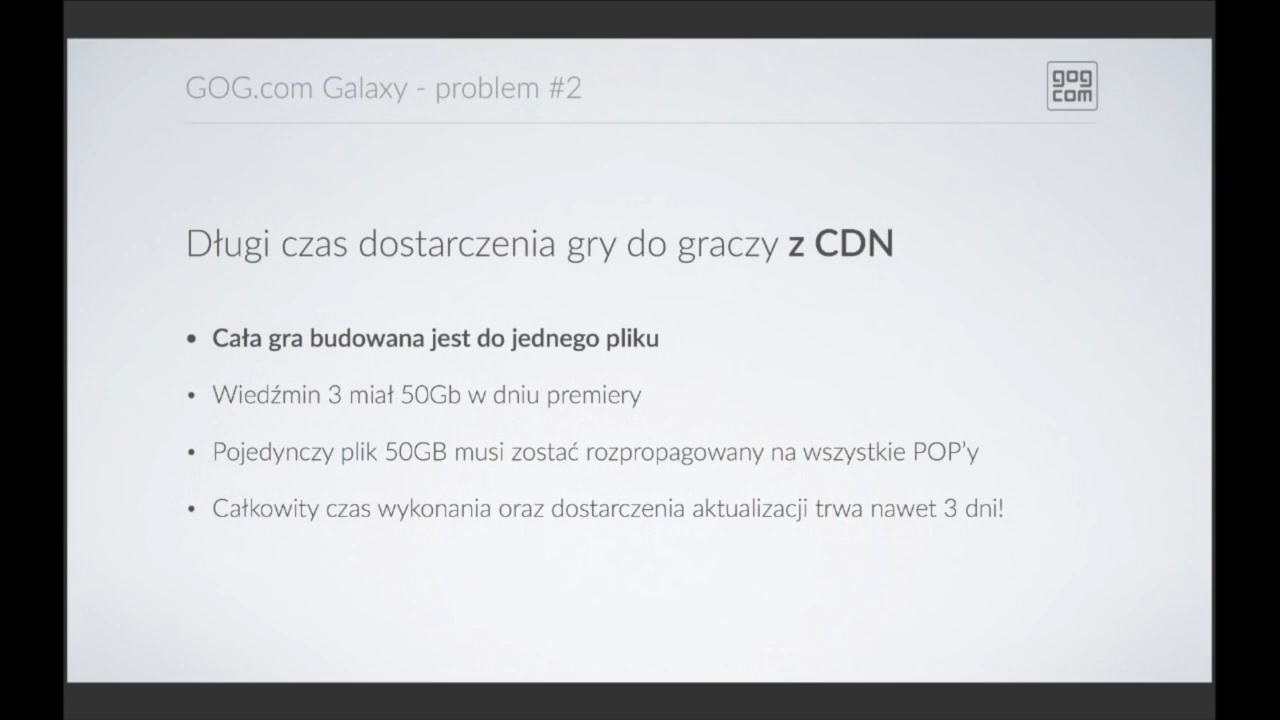 GOG.com Galaxy - problem #2
gog
com
Długi czas dostarczenia gry do graczy z CDN
• Cała gra budowana jest do jednego pliku
• Wiedźmin 3 miał 50Gb w dniu premiery
• Pojedynczy plik 50GB musi zostać rozpropagowany na wszystkie POP'y
• Całkowity czas wykonania oraz dostarczenia aktualizacji trwa nawet 3 dni!